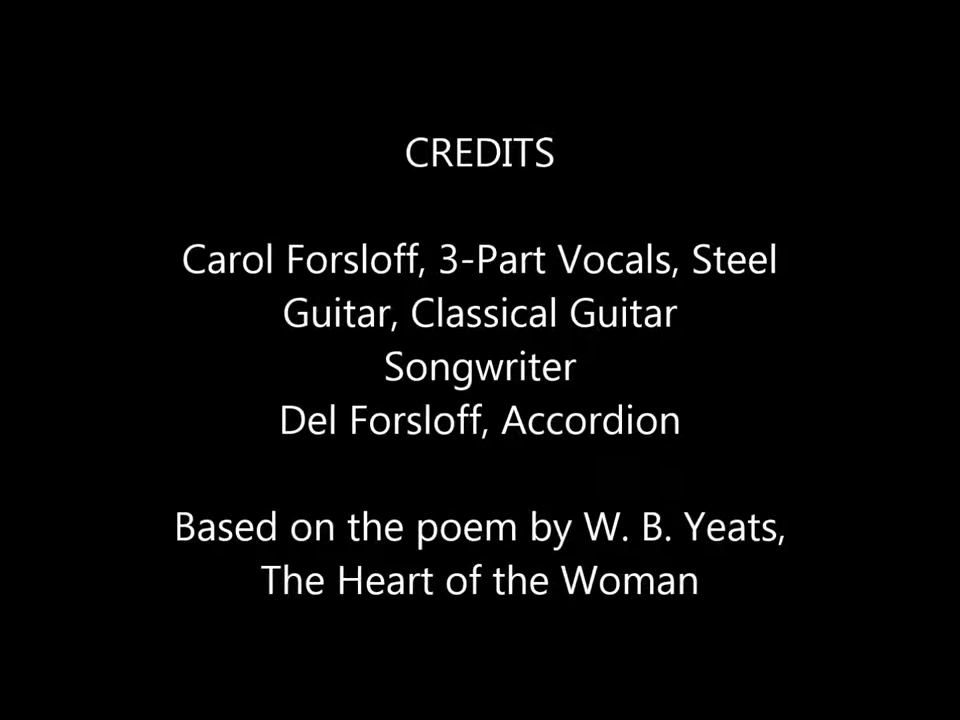 CREDITS
Carol Forsloff, 3-Part Vocals, Steel
Guitar, Classical Guitar
Songwriter
Del Forsloff, Accordion
Based on the poem by W. B. Yeats,
The Heart of the Woman